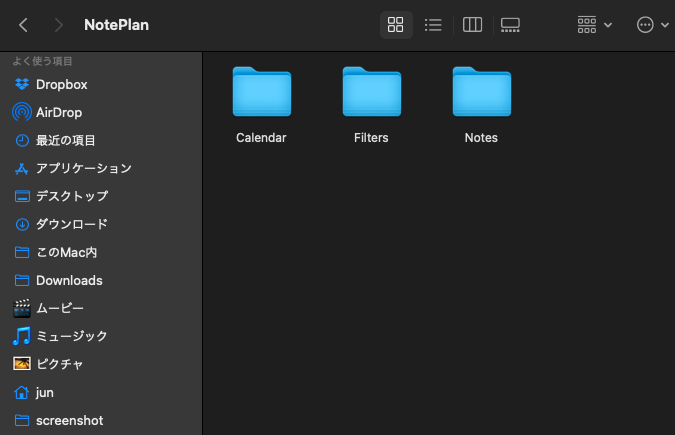 NotePlan
よく使う項目
Dropbox
AirDrop
最近の項目
アプリケーション
デスクトップ
ダウンロード
このMac内
Downloads
ムービー
ミュージック
ピクチャ
jun
screenshot
Calendar
Filters
Notes